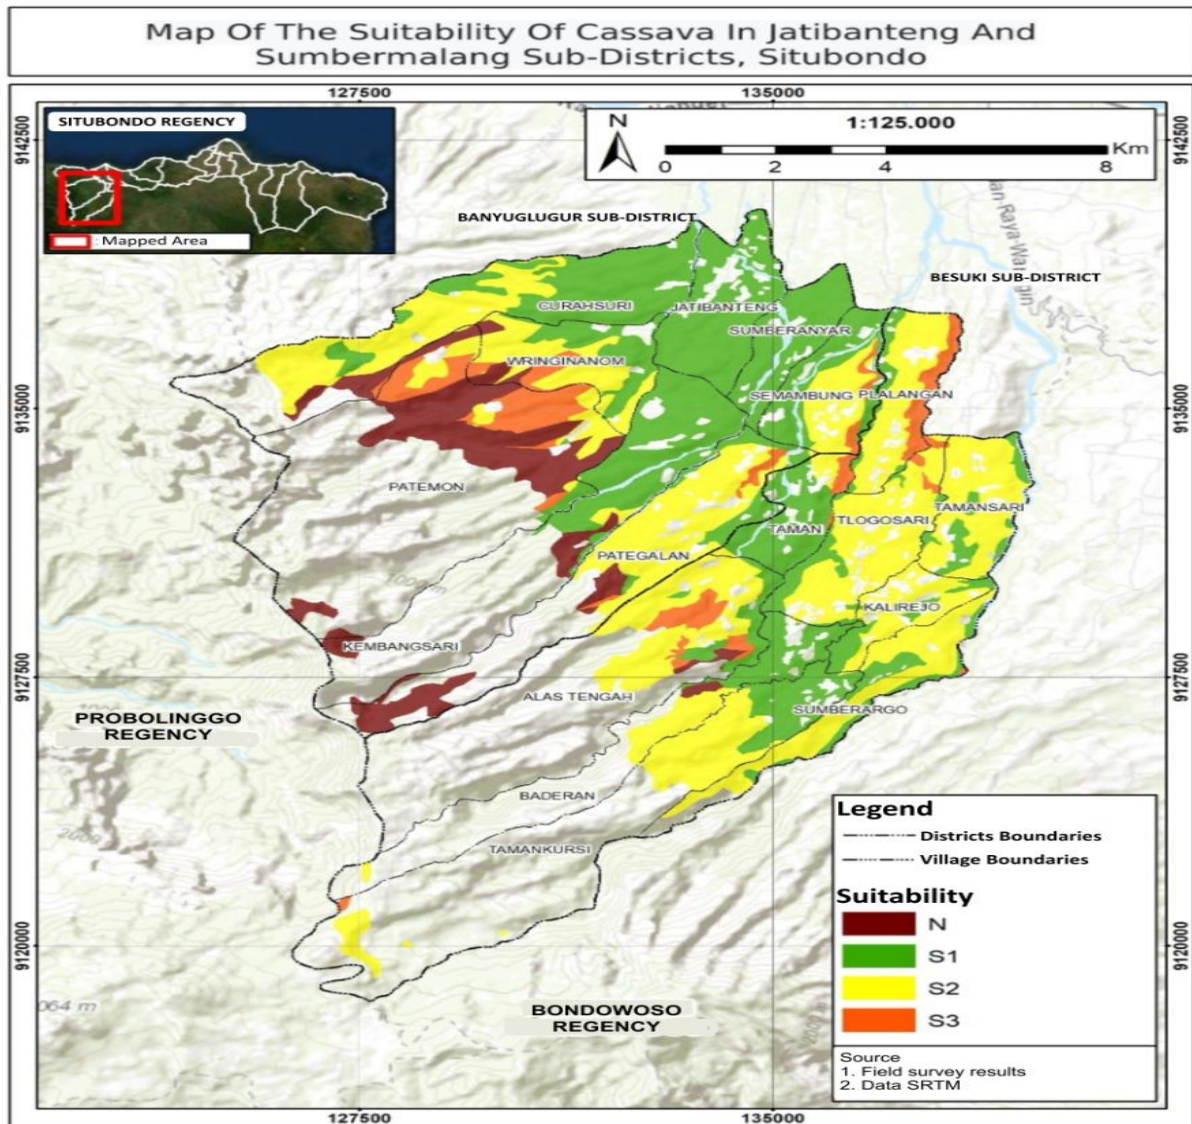 Map Of The Suitability Of Cassava In Jatibanteng And
Sumbermalang Sub-Districts, Situbondo
127500
135000
SITUBONDO REGENCY
Mapped Area
N
1:125.000
Km
0 2 4 8
9142500
9142500
BANYUGLUGUR SUB-DISTRICT
BESUKI SUB-DISTRICT
CURAHSURI
JATIBANTENG
SUMBERANYAR
WRINGINANOM
SEMAMBUNG
PLALANGAN
9135000
9135000
PATEMON
TAMAN
TLOGOSARI
TAMANSARI
PATEGALAN
1000m
KALIREJO
KEMBANGSARI
9127500
9127500
ALAS TENGAH
SUMBERARGO
PROBOLINGGO
REGENCY
BADERAN
TAMANKURSI
Legend
Districts Boundaries
Village Boundaries
Suitability
N
S1
S2
S3
9120000
9120000
064 m
BONDOWOSO
REGENCY
Source
1. Field survey results
2. Data SRTM
127500
135000